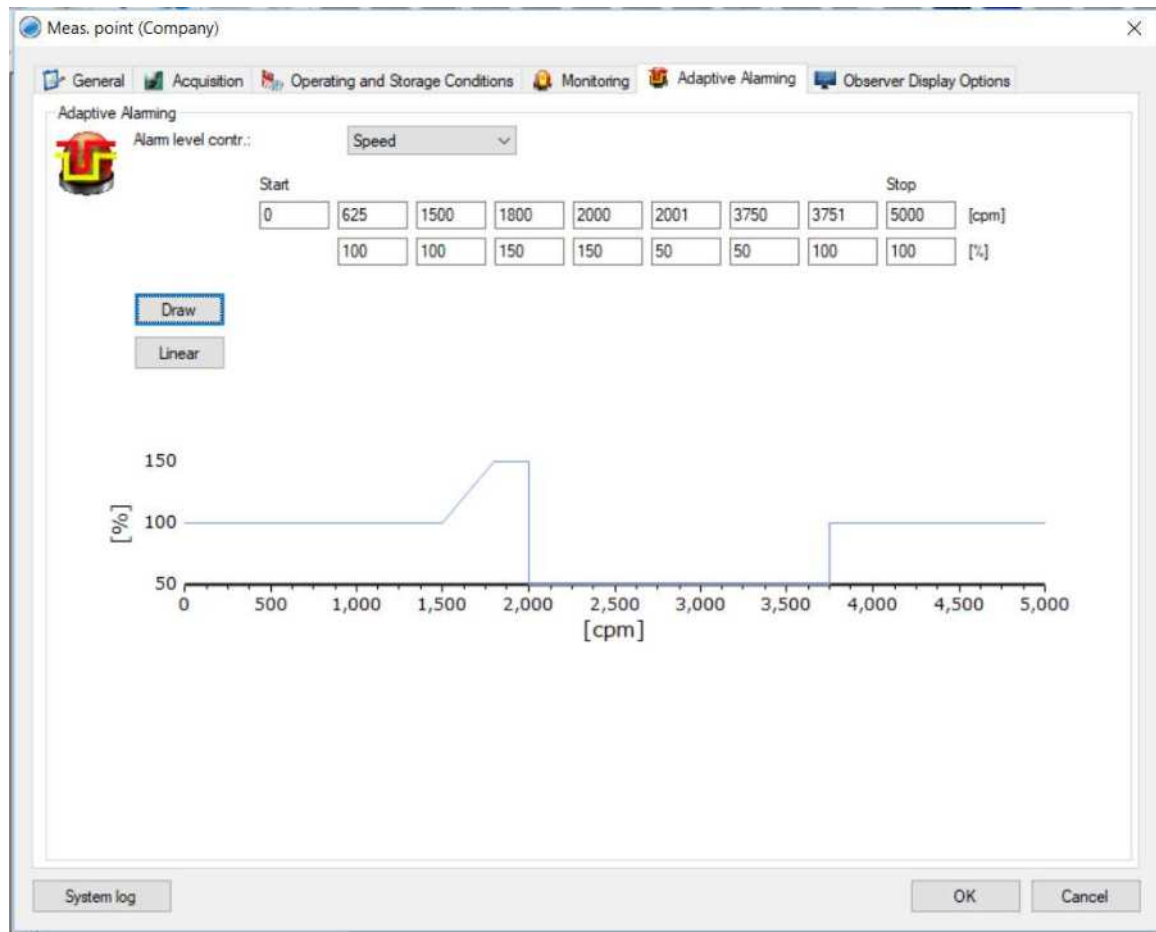 Meas. point (Company)
General Acquisition Operating and Storage Conditions Monitoring Adaptive Alarming Observer Display Options
Adaptive Alarming
Alarm level contr.: Speed
Start Stop
0 625 1500 1800 2000 2001 3750 3751 5000 [cpm]
100 100 150 150 50 50 100 100 [%]
Draw
Linear
150
100
50
[%]
0 500 1,000 1,500 2,000 2,500 3,000 3,500 4,000 4,500 5,000
[cpm]
System log OK Cancel